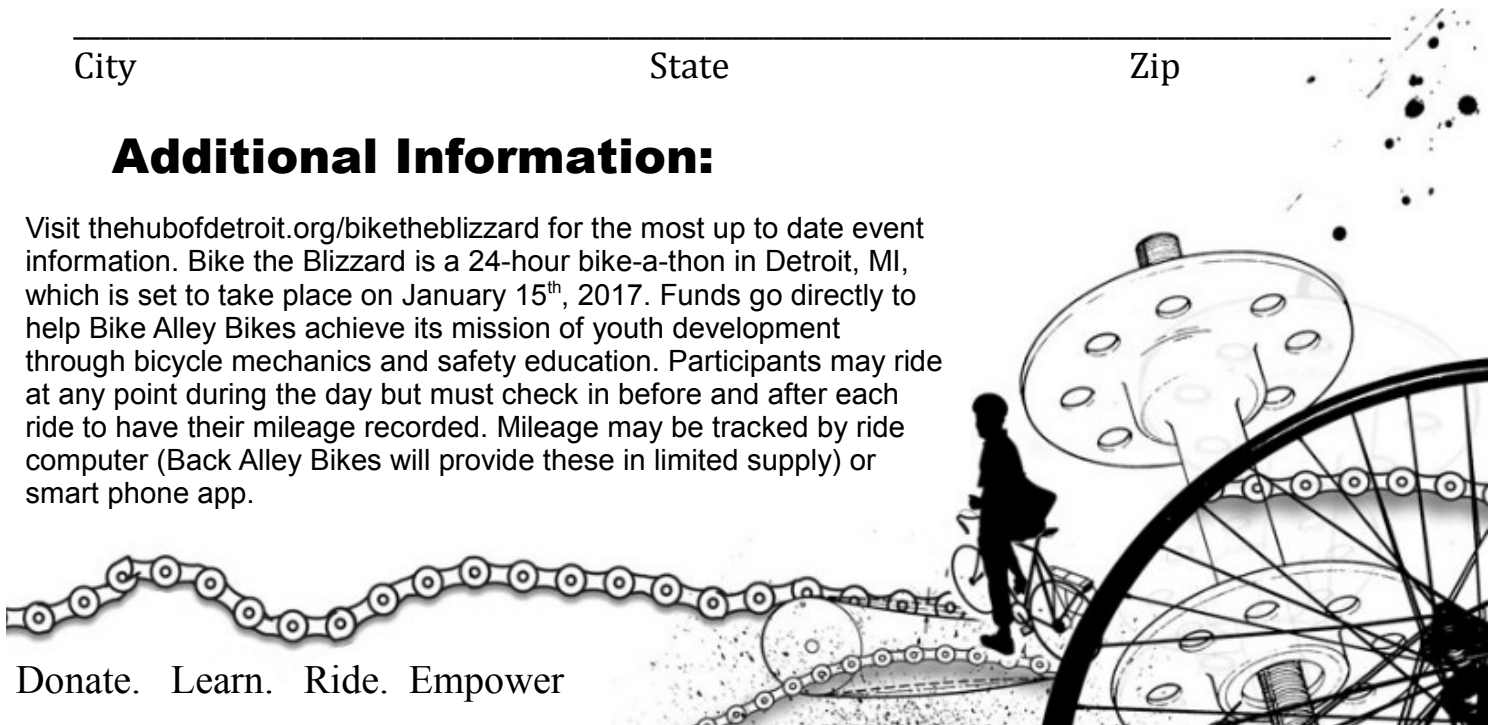 City State Zip
Additional Information:
Visit thehubofdetroit.org/biketheblizzard for the most up to date event
information. Bike the Blizzard is a 24-hour bike-a-thon in Detroit, MI,
which is set to take place on January 15th, 2017. Funds go directly to
help Bike Alley Bikes achieve its mission of youth development
through bicycle mechanics and safety education. Participants may ride
at any point during the day but must check in before and after each
ride to have their mileage recorded. Mileage may be tracked by ride
computer (Back Alley Bikes will provide these in limited supply) or
smart phone app.
Donate. Learn. Ride. Empower